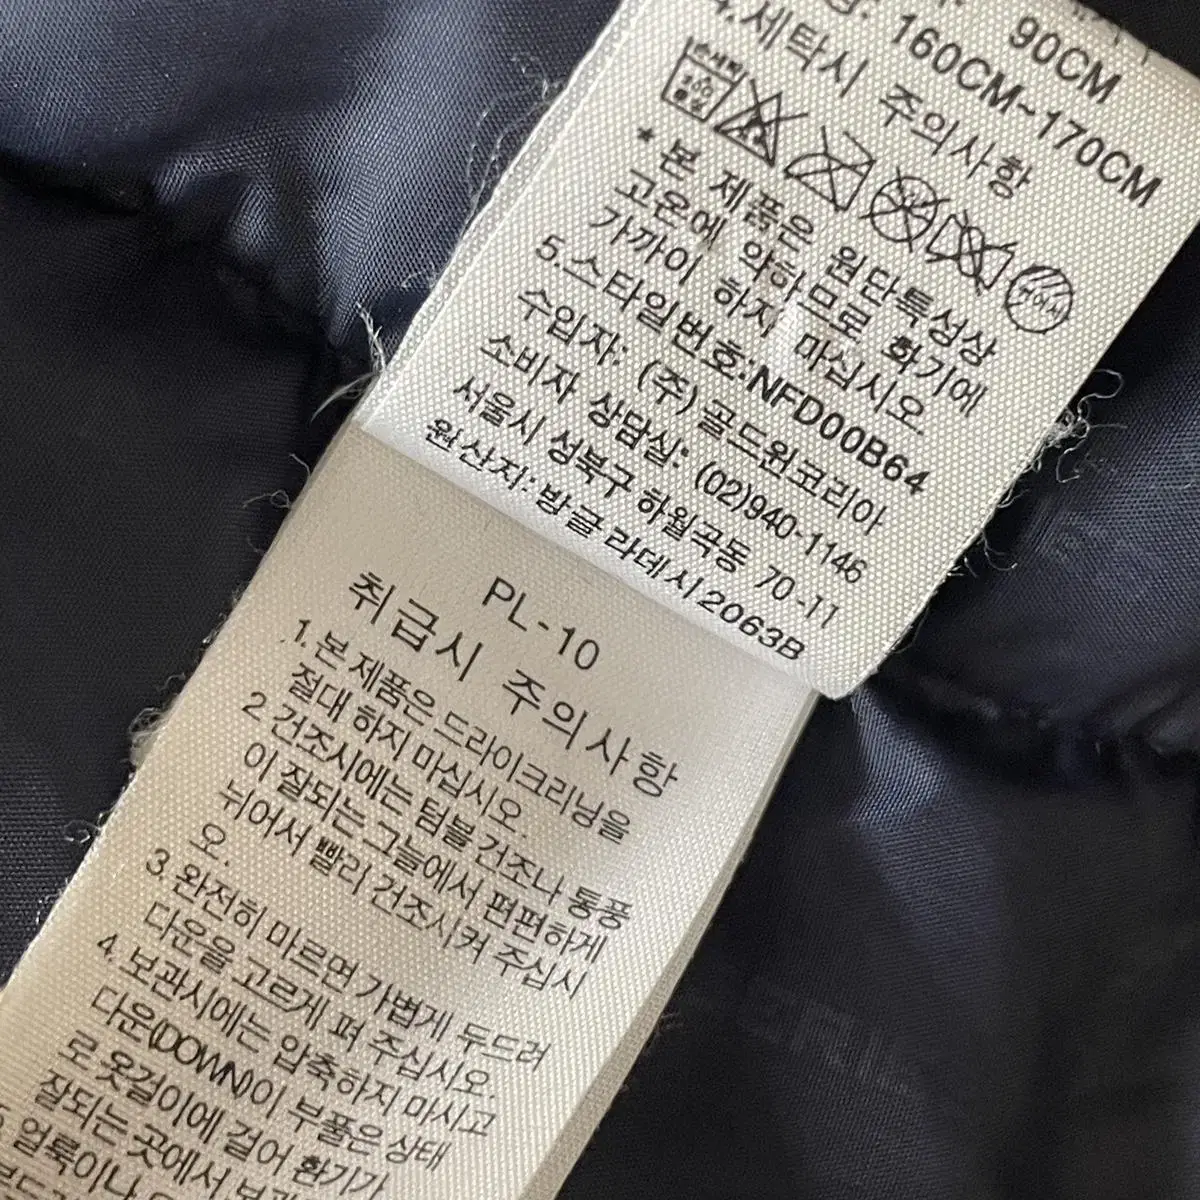 90CM
160CM~170CM
4.세탁시 주의사항
손세탁
* 본 제품은 원단특성상
고온에 약하므로 화기에
가까이 하지 마십시오.
5.스타일번호:NFD00B64
수입자: (주)골드윈코리아
소비자 상담실: (02)940-1146
서울시 성북구 하월곡동 70-11
원산지:방글라데시2063B
PL-10
취급시 주의사항
1.본 제품은 드라이크리닝을
절대 하지 마십시오.
2 건조시에는 텀블 건조나 통풍
이 잘되는 그늘에서 편편하게
뉘어서 빨리 건조시켜 주십시
오.
3.완전히 마르면 가볍게 두드려
다운을 고르게 펴 주십시오.
4.보관시에는 압축하지 마시고
다운(DOWN)이 부풀은 상태
로 옷걸이에 걸어 환기가
잘되는 곳에서
얼룩이나